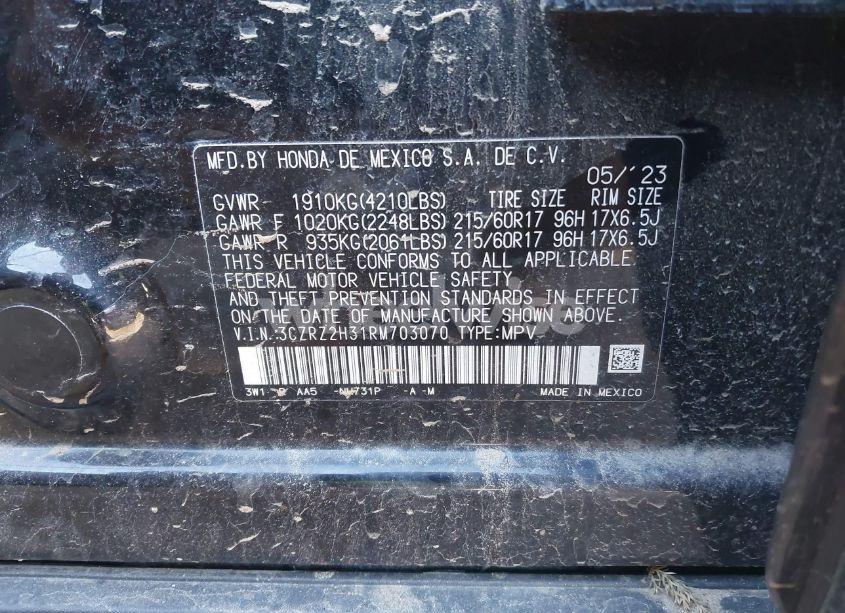 MFD.BY HONDA DE MEXICO S.A. DE C.V. 05/'23
GVWR 1910KG(4210LBS) TIRE SIZE RIM SIZE
GAWR F 1020KG(2248LBS) 215/60R17 96H 17X6.5J
GAWR R 935KG(2061LBS) 215/60R17 96H 17X6.5J
THIS VEHICLE CONFORMS TO ALL APPLICABLE
FEDERAL MOTOR VEHICLE SAFETY
AND THEFT PREVENTION STANDARDS IN EFFECT
ON THE DATE OF MANUFACTURE SHOWN ABOVE.
V.I.N.:3CZRZ2H31RM703070 TYPE:MPV
3W1- AA5 -A -M MADE IN MEXICO